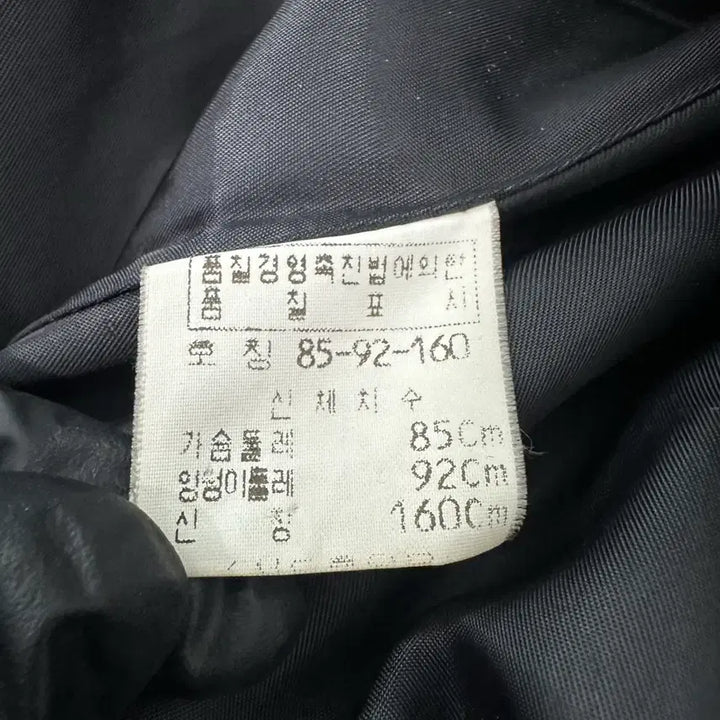 품질경영촉진법에의한
품 질 표 시
호 칭 85-92-160
신 체 치 수
가슴둘레 85Cm
엉덩이둘레 92Cm
신 장 160Cm